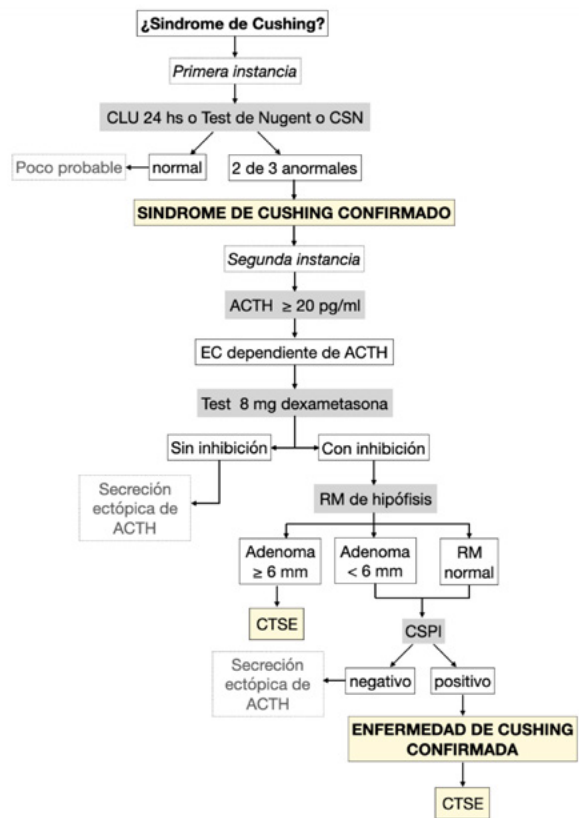 ¿Sindrome de Cushing?
Primera instancia
CLU 24 hs o Test de Nugent o CSN
Poco probable
normal
2 de 3 anormales
SINDROME DE CUSHING CONFIRMADO
Segunda instancia
ACTH ≥ 20 pg/ml
EC dependiente de ACTH
Test 8 mg dexametasona
Sin inhibición
Con inhibición
Secreción
ectópica de
ACTH
RM de hipófisis
Adenoma
≥ 6 mm
Adenoma
< 6 mm
RM
normal
CTSE
CSPI
Secreción
ectópica de
ACTH
negativo
positivo
ENFERMEDAD DE CUSHING
CONFIRMADA
CTSE